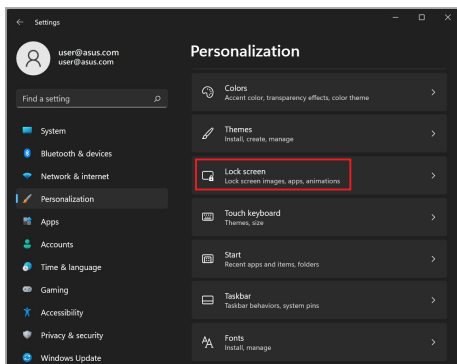 Settings
user@asus.com
user@asus.com
Find a setting
System
Bluetooth & devices
Network & internet
Personalization
Apps
Accounts
Time & language
Gaming
Accessibility
Privacy & security
Windows Update
Personalization
Colors
Accent color, transparency effects, color theme
Themes
Install, create, manage
Lock screen
Lock screen images, apps, animations
Touch keyboard
Themes, size
Start
Recent apps and items, folders
Taskbar
Taskbar behaviors, system pins
Fonts
Install, manage